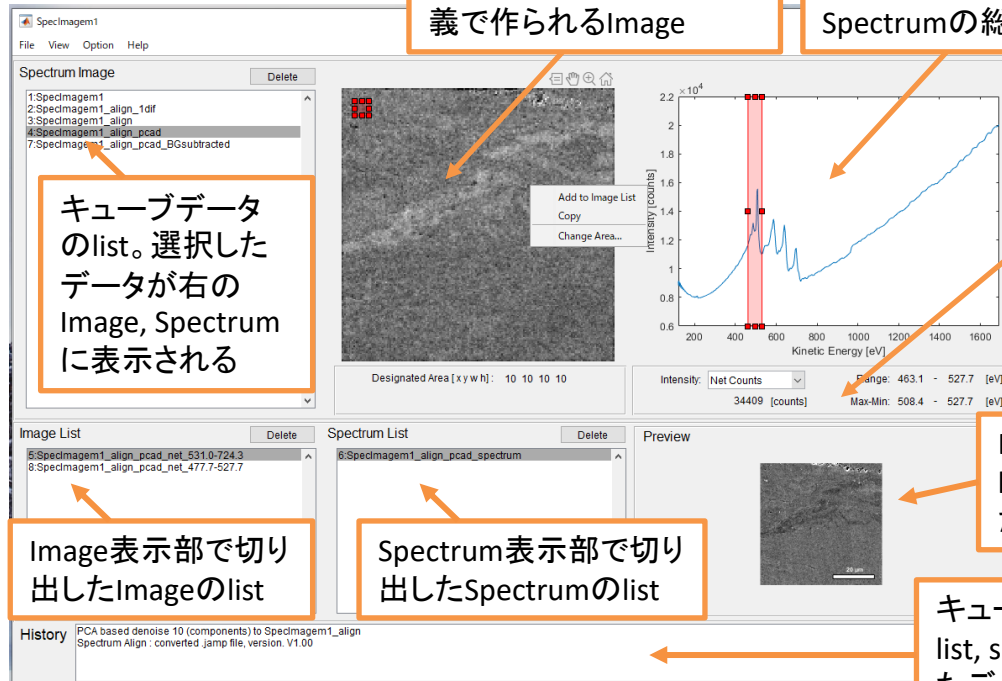 SpecImagem1
File View Option Help
義で作られるImage
Spectrumの総
Spectrum Image
Delete
1:SpecImagem1
2:SpecImagem1_align_1dif
3:SpecImagem1_align
4:SpecImagem1_align_pcad
7:SpecImagem1_align_pcad_BGsubtracted
キューブデータ
のlist。選択した
データが右の
Image, Spectrum
に表示される
Add to Image List
Copy
Change Area...
Designated Area [ x y w h] : 10 10 10 10
×10⁴
2.2
2
1.8
1.6
1.4
1.2
1
0.8
0.6
Intensity [counts]
200 400 600 800 1000 1200 1400 1600
Kinetic Energy [eV]
Intensity: Net Counts
Range: 463.1 - 527.7 [eV]
34409 [counts]
Max-Min: 508.4 - 527.7 [eV]
Image List
Delete
5:SpecImagem1_align_pcad_net_531.0-724.3
8:SpecImagem1_align_pcad_net_477.7-527.7
Image表示部で切り
出したImageのlist
Spectrum List
Delete
6:SpecImagem1_align_pcad_spectrum
Spectrum表示部で切り
出したSpectrumのlist
Preview
20 μm
キュー
list, s
History
PCA based denoise 10 (components) to SpecImagem1_align
Spectrum Align : converted .jamp file, version. V1.00